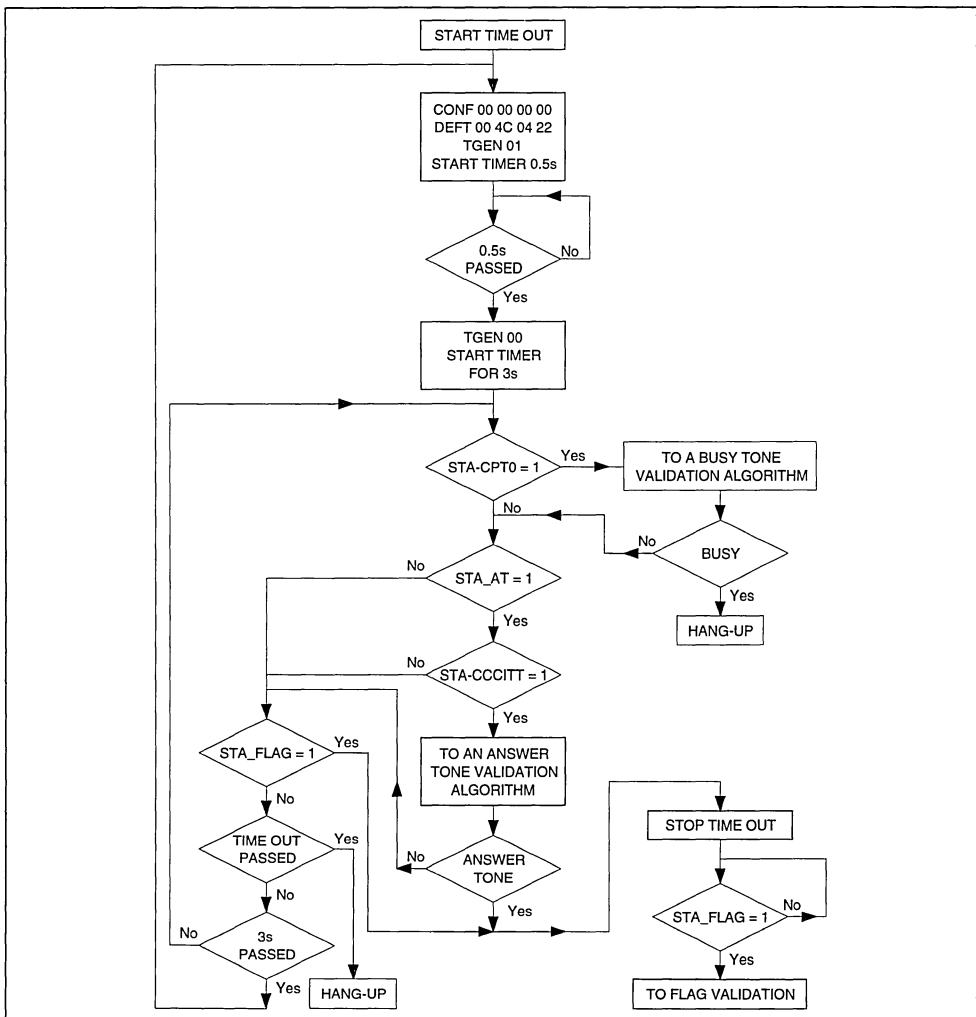 START TIME OUT
CONF 00 00 00 00
DEFT 00 4C 04 22
TGEN 01
START TIMER 0.5s
0.5s
PASSED
No
Yes
TGEN 00
START TIMER
FOR 3s
STA-CPT0 = 1
Yes
No
TO A BUSY TONE
VALIDATION ALGORITHM
BUSY
No
Yes
HANG-UP
STA_AT = 1
No
Yes
STA-CCCITT = 1
No
Yes
TO AN ANSWER
TONE VALIDATION
ALGORITHM
ANSWER
TONE
No
Yes
STA_FLAG = 1
Yes
No
TIME OUT
PASSED
Yes
No
3s
PASSED
No
Yes
HANG-UP
STOP TIME OUT
STA_FLAG = 1
No
Yes
TO FLAG VALIDATION